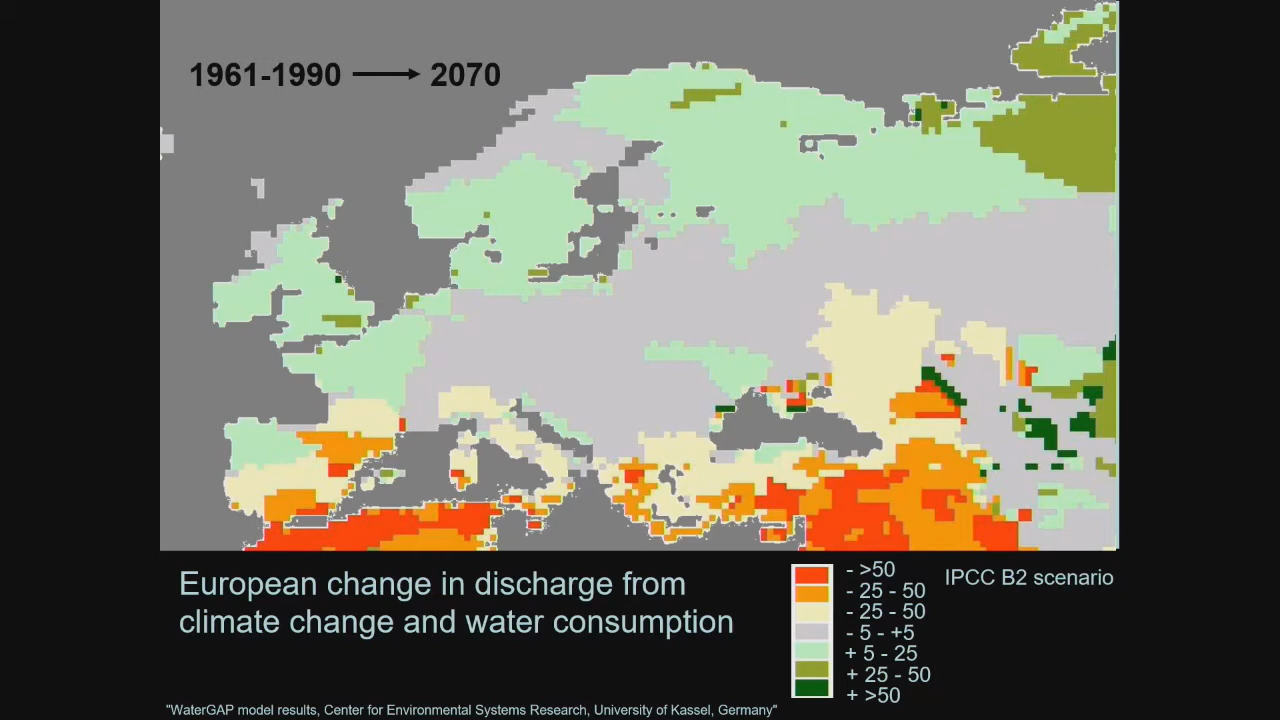 1961-1990 → 2070
European change in discharge from
climate change and water consumption
- >50
- 25 - 50
- 25 - 50
- 5 - +5
+ 5 - 25
+ 25 - 50
+ >50
IPCC B2 scenario
"WaterGAP model results, Center for Environmental Systems Research, University of Kassel, Germany"